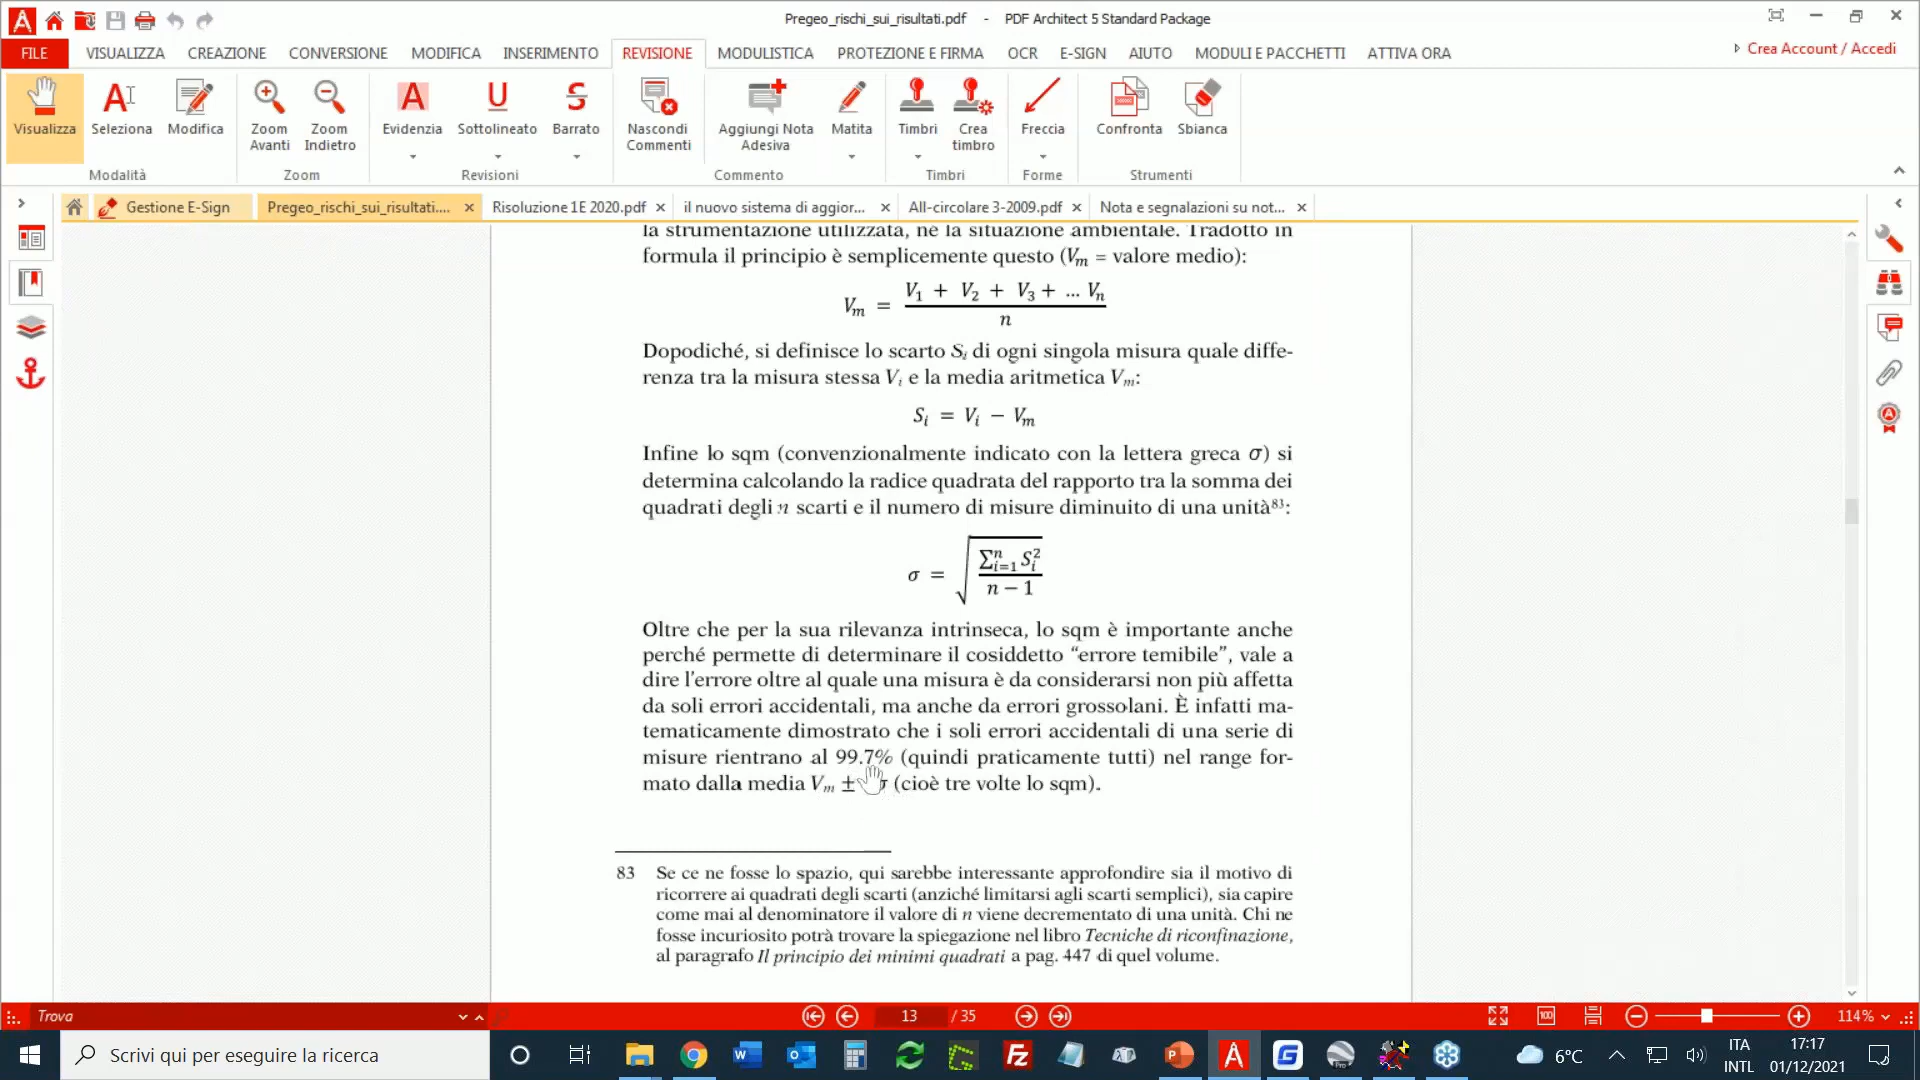 Pregeo_rischi_sui_risultati.pdf - PDF Architect 5 Standard Package
FILE VISUALIZZA CREAZIONE CONVERSIONE MODIFICA INSERIMENTO REVISIONE MODULISTICA PROTEZIONE E FIRMA OCR E-SIGN AIUTO MODULI E PACCHETTI ATTIVA ORA Crea Account / Accedi
Visualizza Seleziona Modifica Zoom Avanti Zoom Indietro Evidenzia Sottolineato Barrato Nascondi Commenti Aggiungi Nota Adesiva Matita Timbri Crea timbro Freccia Confronta Sbianca
Modalità Zoom Revisioni Commento Timbri Forme Strumenti
Gestione E-Sign Pregeo_rischi_sui_risultati.... Risoluzione 1E 2020.pdf il nuovo sistema di aggior... All-circolare 3-2009.pdf Nota e segnalazioni su not...
la strumentazione utilizzata, né la situazione ambientale. Tradotto in
formula il principio è semplicemente questo (Vm = valore medio):
Vm = (V1 + V2 + V3 + ... Vn) / n
Dopodiché, si definisce lo scarto Si di ogni singola misura quale diffe-
renza tra la misura stessa Vi e la media aritmetica Vm:
Si = Vi − Vm
Infine lo sqm (convenzionalmente indicato con la lettera greca σ) si
determina calcolando la radice quadrata del rapporto tra la somma dei
quadrati degli n scarti e il numero di misure diminuito di una unità83:
σ = √(∑ni=1 Si2 / n − 1)
Oltre che per la sua rilevanza intrinseca, lo sqm è importante anche
perché permette di determinare il cosiddetto “errore temibile”, vale a
dire l’errore oltre al quale una misura è da considerarsi non più affetta
da soli errori accidentali, ma anche da errori grossolani. È infatti ma-
tematicamente dimostrato che i soli errori accidentali di una serie di
misure rientrano al 99.7% (quindi praticamente tutti) nel range for-
mato dalla media Vm ± σ (cioè tre volte lo sqm).
83 Se ce ne fosse lo spazio, qui sarebbe interessante approfondire sia il motivo di
ricorrere ai quadrati degli scarti (anziché limitarsi agli scarti semplici), sia capire
come mai al denominatore il valore di n viene decrementato di una unità. Chi ne
fosse incuriosito potrà trovare la spiegazione nel libro Tecniche di riconfinazione,
al paragrafo Il principio dei minimi quadrati a pag. 447 di quel volume.
Trova 13 / 35 114%
Scrivi qui per eseguire la ricerca 6°C ITA 17:17
INTL 01/12/2021